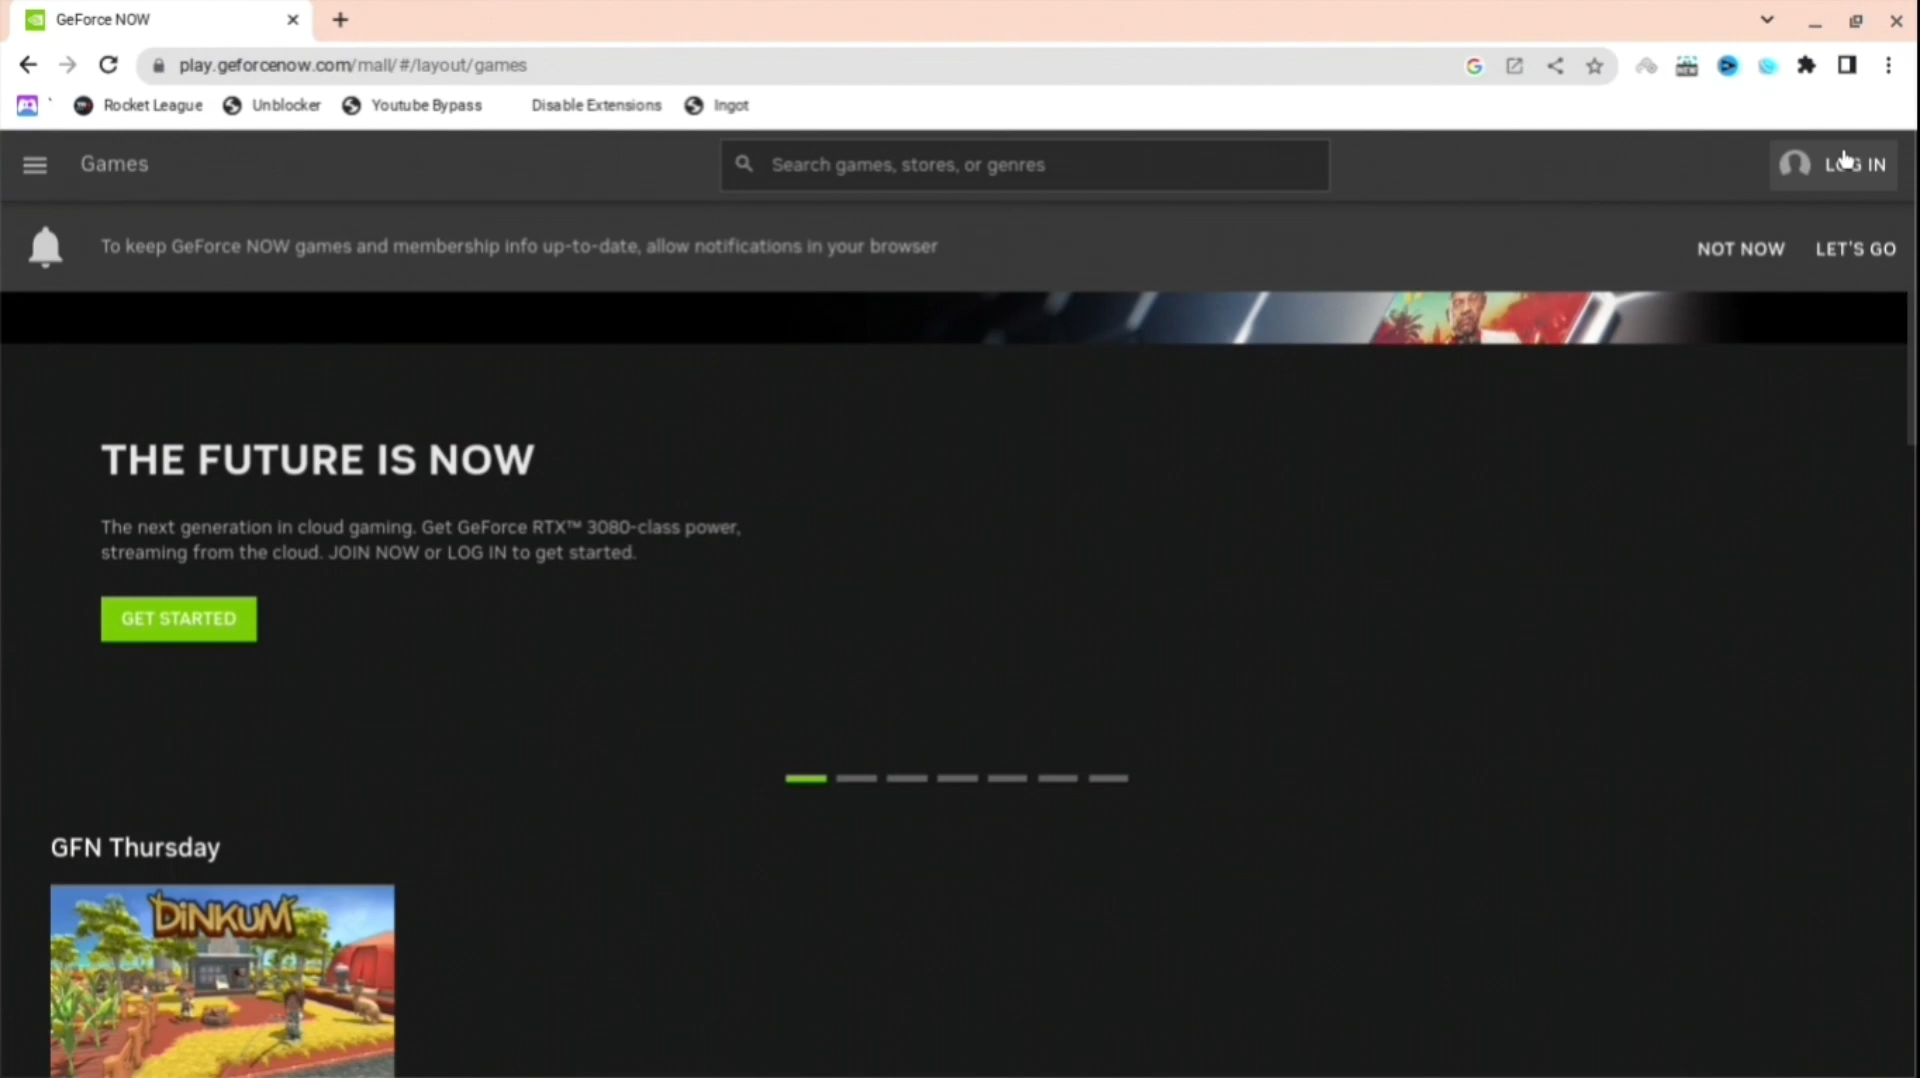 GeForce NOW
play.geforcenow.com/mall/#/layout/games
Rocket League Unblocker Youtube Bypass Disable Extensions Ingot
Games
Search games, stores, or genres
LOG IN
To keep GeForce NOW games and membership info up-to-date, allow notifications in your browser
NOT NOW LET'S GO
THE FUTURE IS NOW
The next generation in cloud gaming. Get GeForce RTX™ 3080-class power,
streaming from the cloud. JOIN NOW or LOG IN to get started.
GET STARTED
GFN Thursday
DINKUM